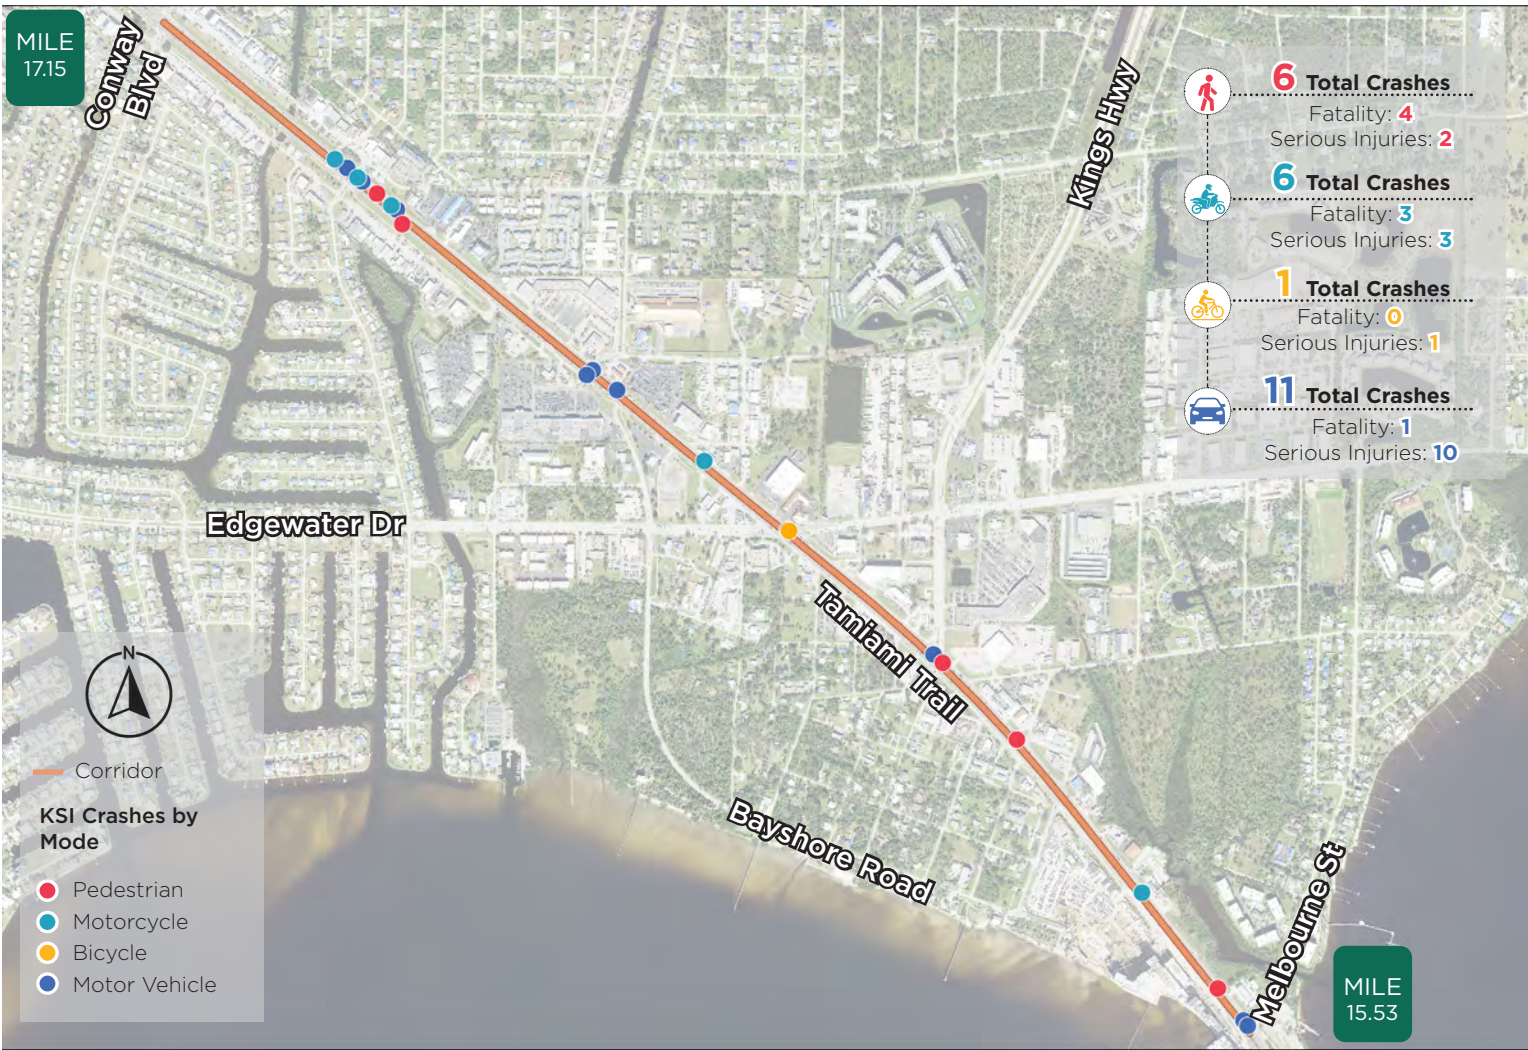 MILE
17.15
Conway
Blvd
Kings Hwy
6 Total Crashes
Fatality: 4
Serious Injuries: 2
6 Total Crashes
Fatality: 3
Serious Injuries: 3
1 Total Crashes
Fatality: 0
Serious Injuries: 1
11 Total Crashes
Fatality: 1
Serious Injuries: 10
Edgewater Dr
Tamiami Trail
Bayshore Road
Melbourne St
N
Corridor
KSI Crashes by
Mode
Pedestrian
Motorcycle
Bicycle
Motor Vehicle
MILE
15.53